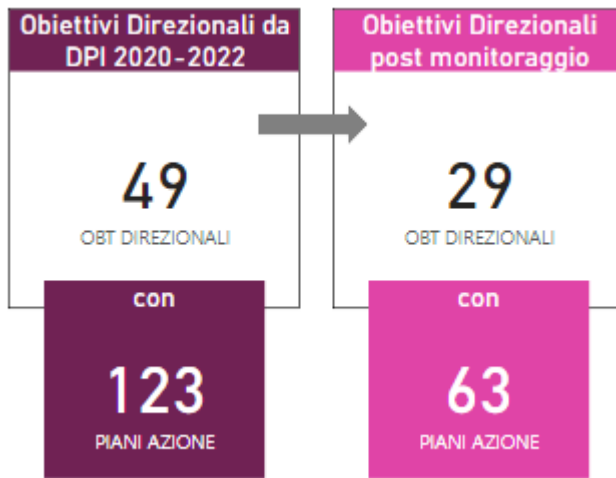 Obiettivi Direzionali da
DPI 2020-2022
49
OBT DIREZIONALI
con
123
PIANI AZIONE
Obiettivi Direzionali
post monitoraggio
29
OBT DIREZIONALI
con
63
PIANI AZIONE